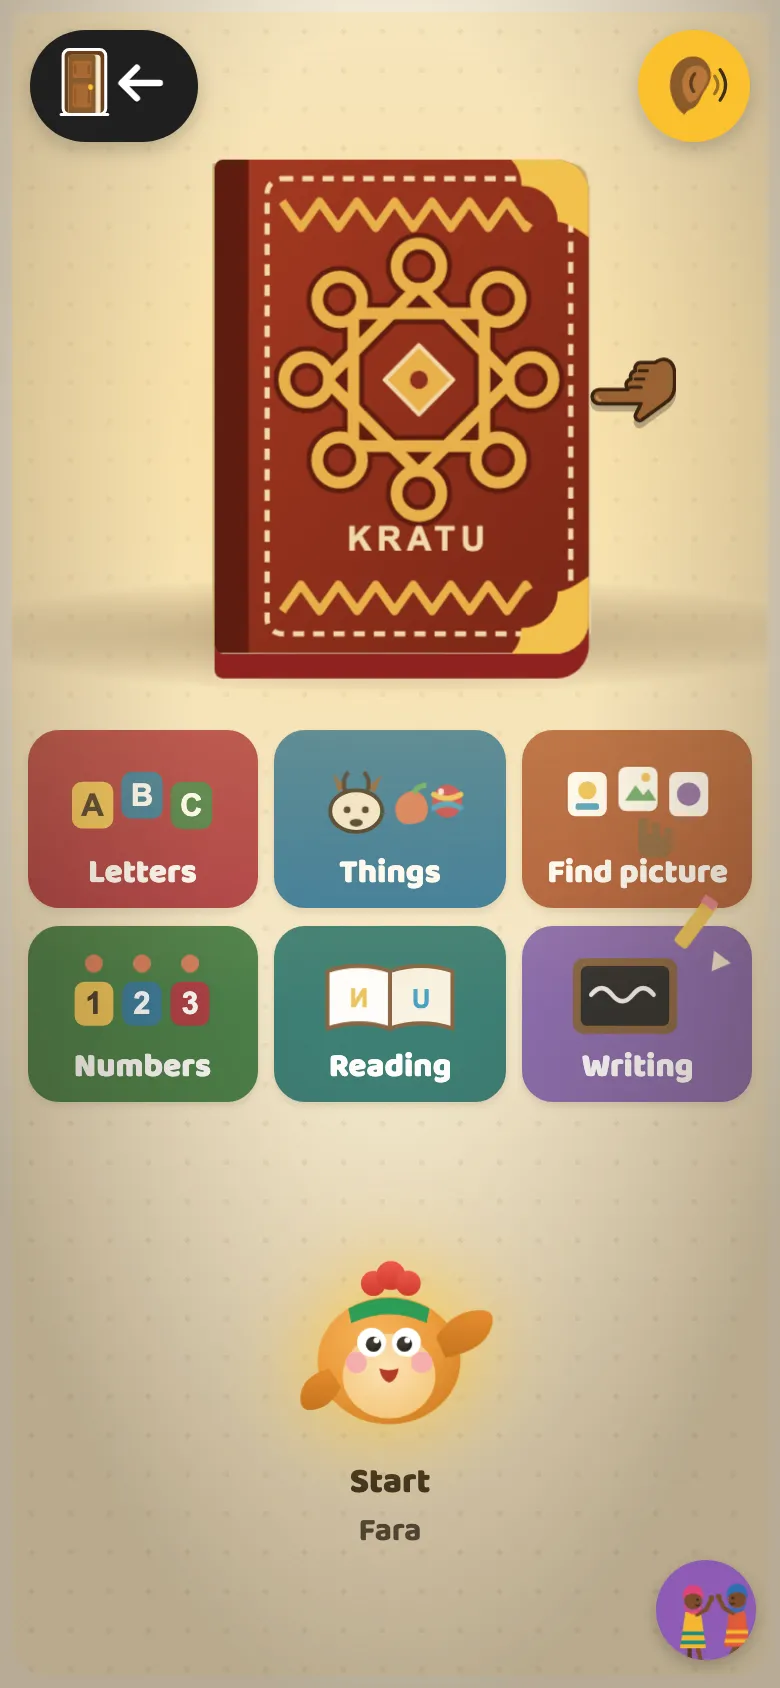 KRATU
A B C
Letters
Things
Find picture
1 2 3
Numbers
И U
Reading
Writing
Start
Fara